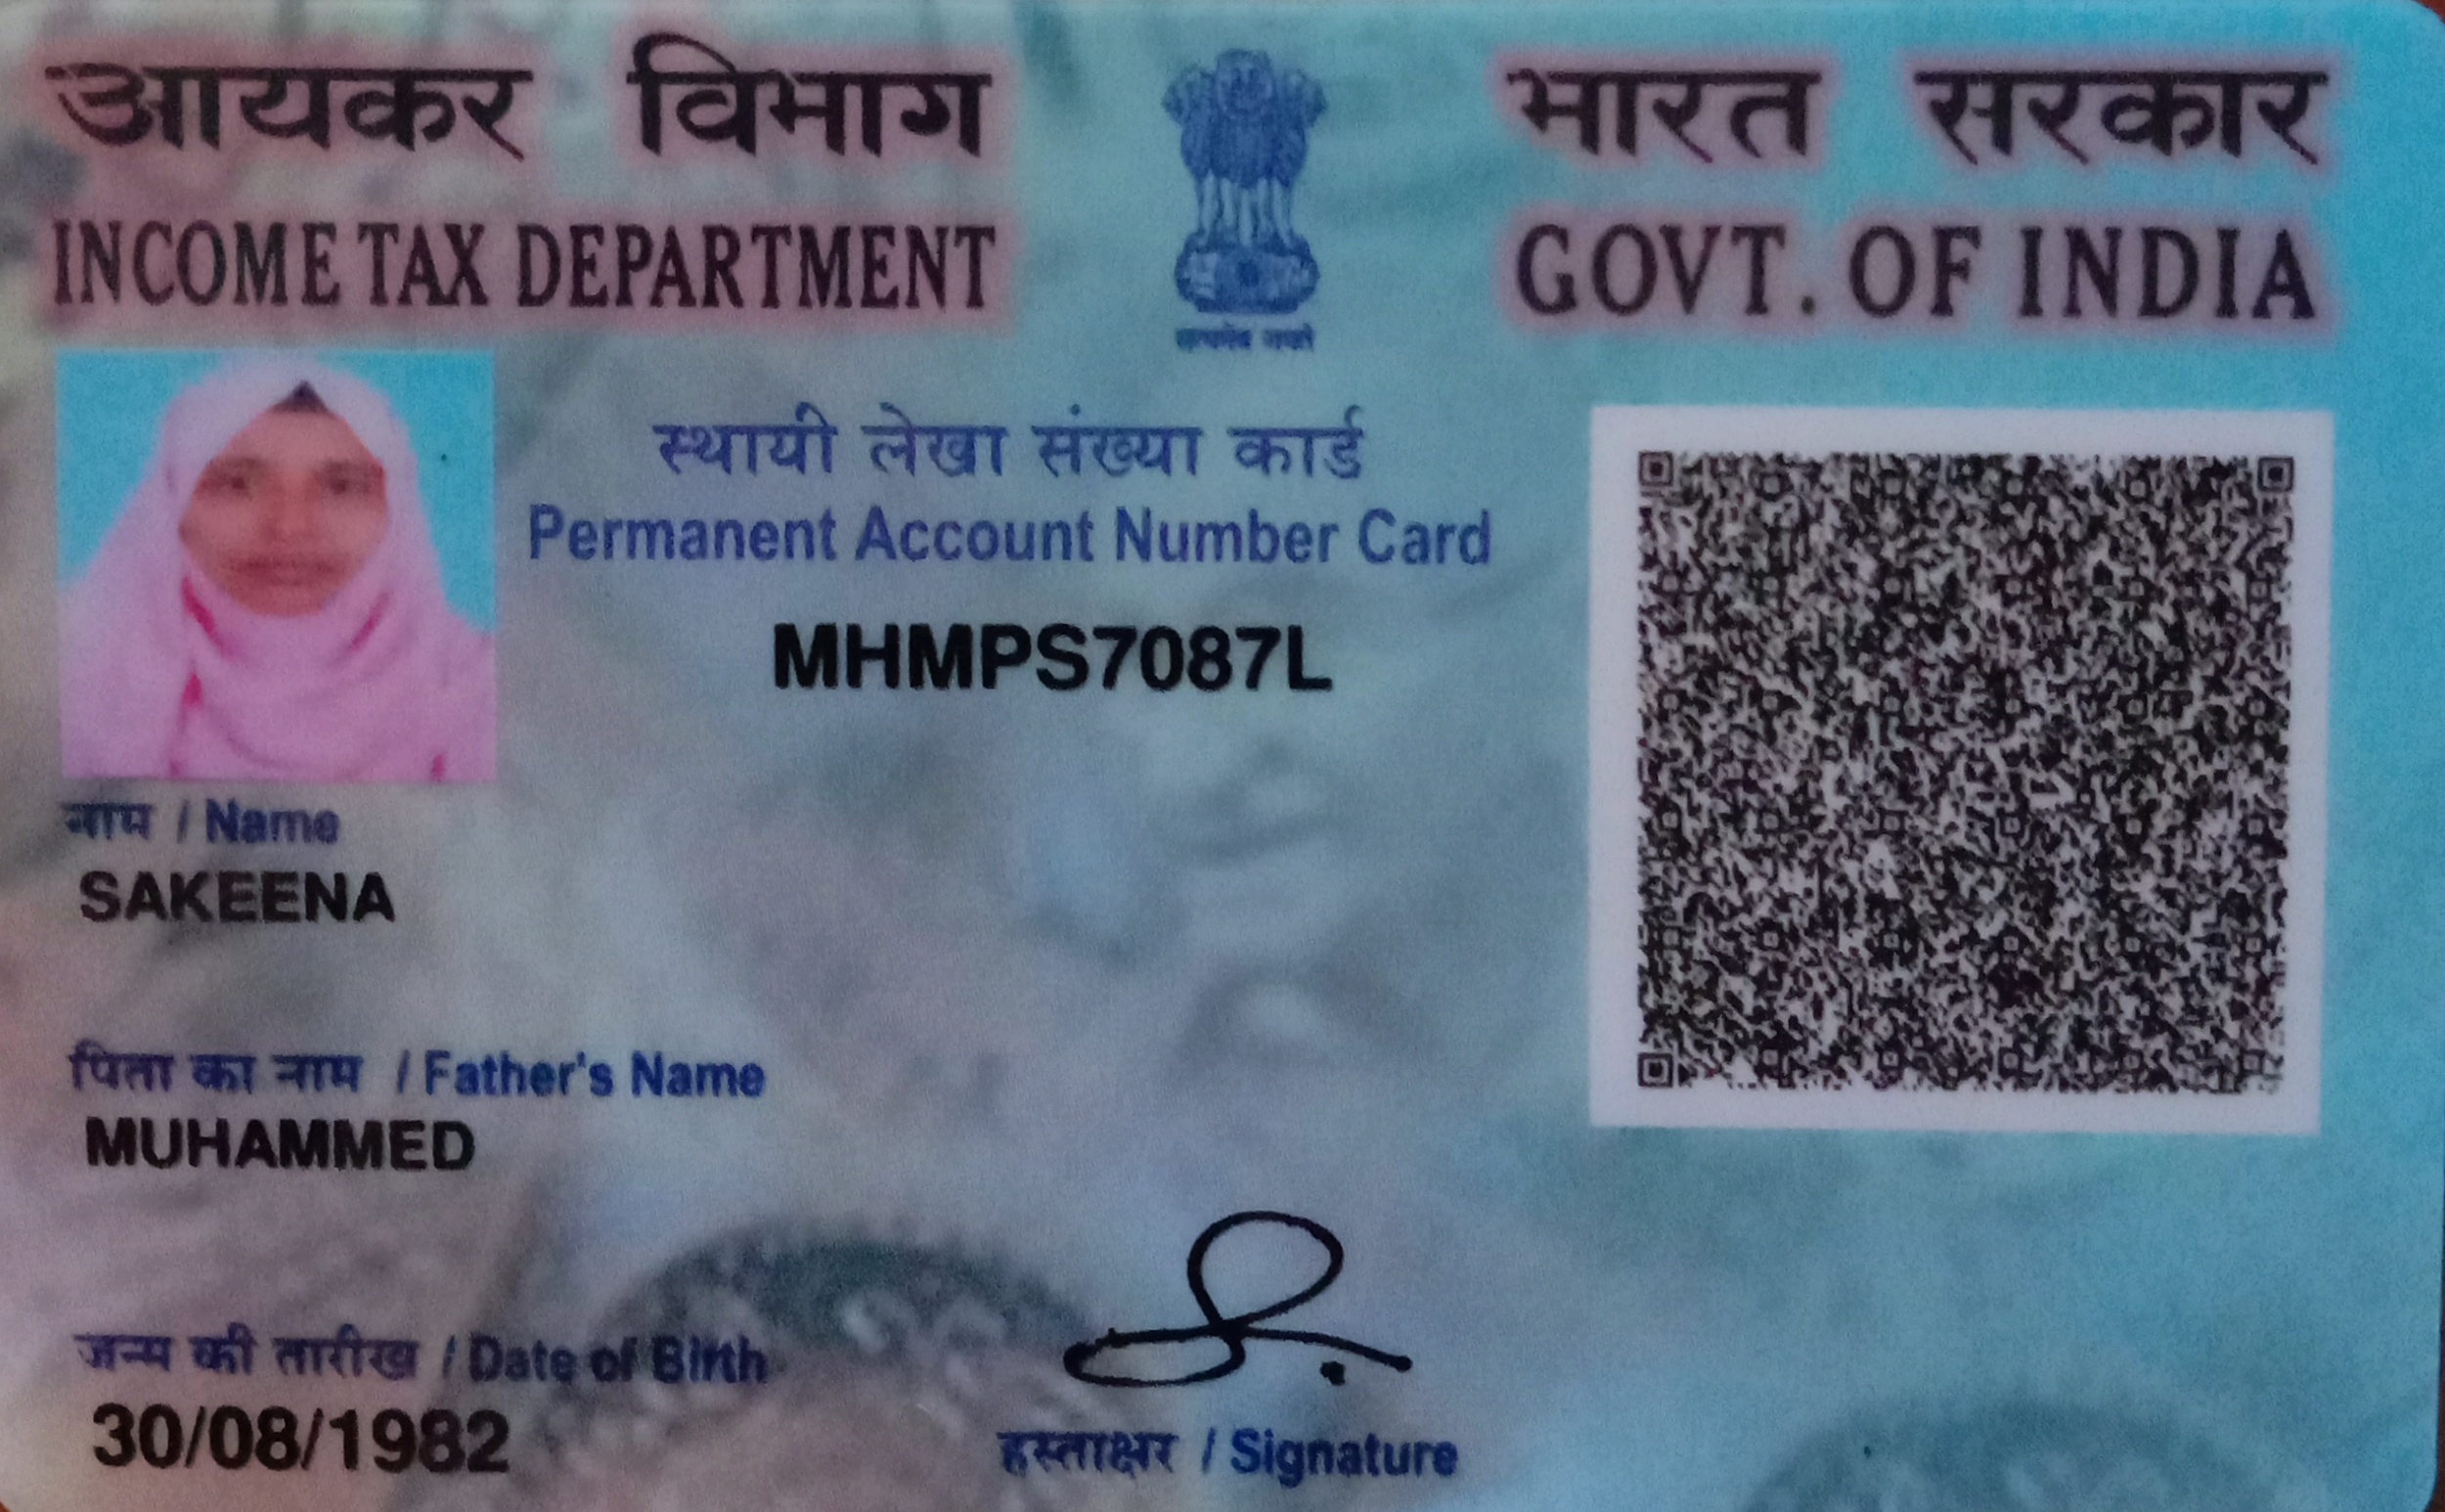 आयकर विभाग
INCOME TAX DEPARTMENT
भारत सरकार
GOVT. OF INDIA
सत्यमेव जयते
स्थायी लेखा संख्या कार्ड
Permanent Account Number Card
MHMPS7087L
नाम / Name
SAKEENA
पिता का नाम / Father's Name
MUHAMMED
जन्म की तारीख / Date of Birth
30/08/1982
हस्ताक्षर / Signature